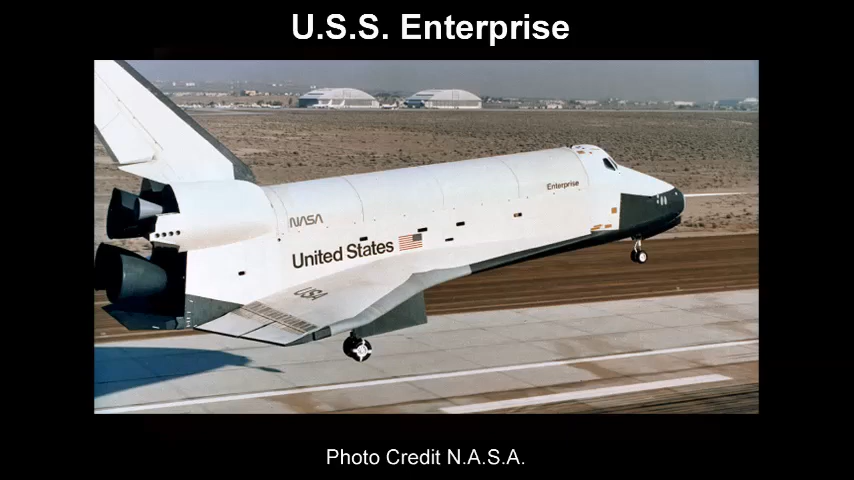 U.S.S. Enterprise
Enterprise
NASA
United States
USA
Photo Credit N.A.S.A.